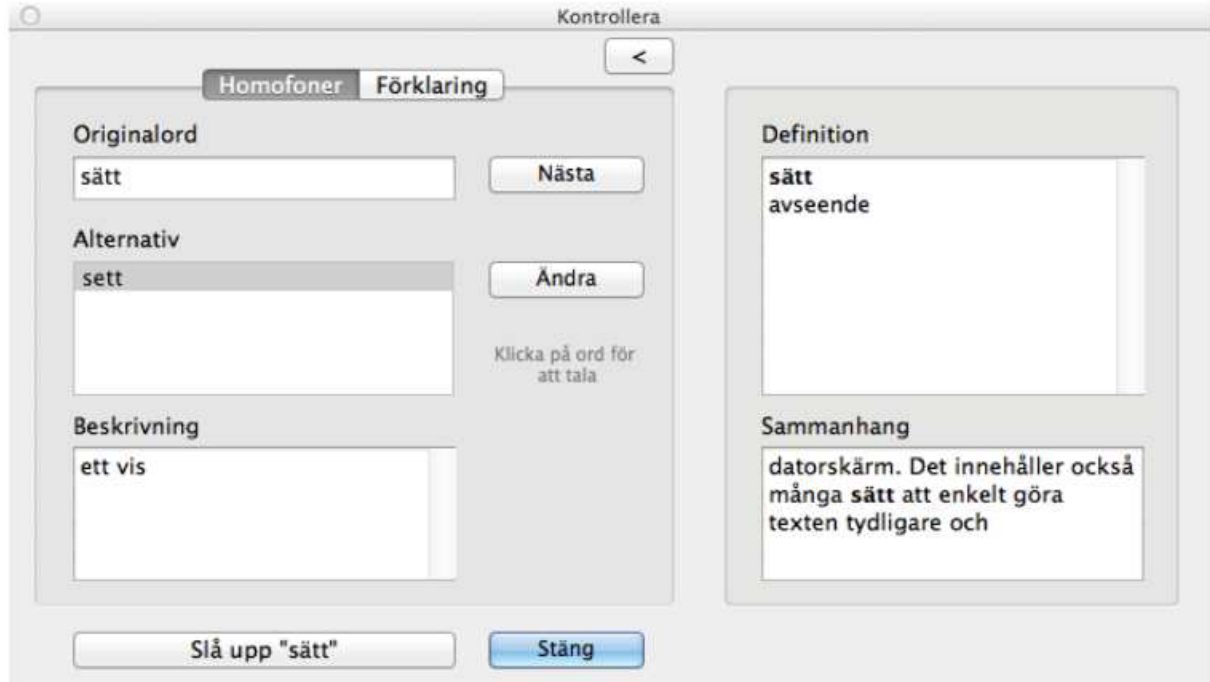 Kontrollera
<
Homofoner Förklaring
Originalord
sätt
Nästa
Alternativ
sett
Ändra
Klicka på ord för
att tala
Beskrivning
ett vis
Slå upp "sätt"
Stäng
Definition
sätt
avseende
Sammanhang
datorskärm. Det innehåller också
många sätt att enkelt göra
texten tydligare och